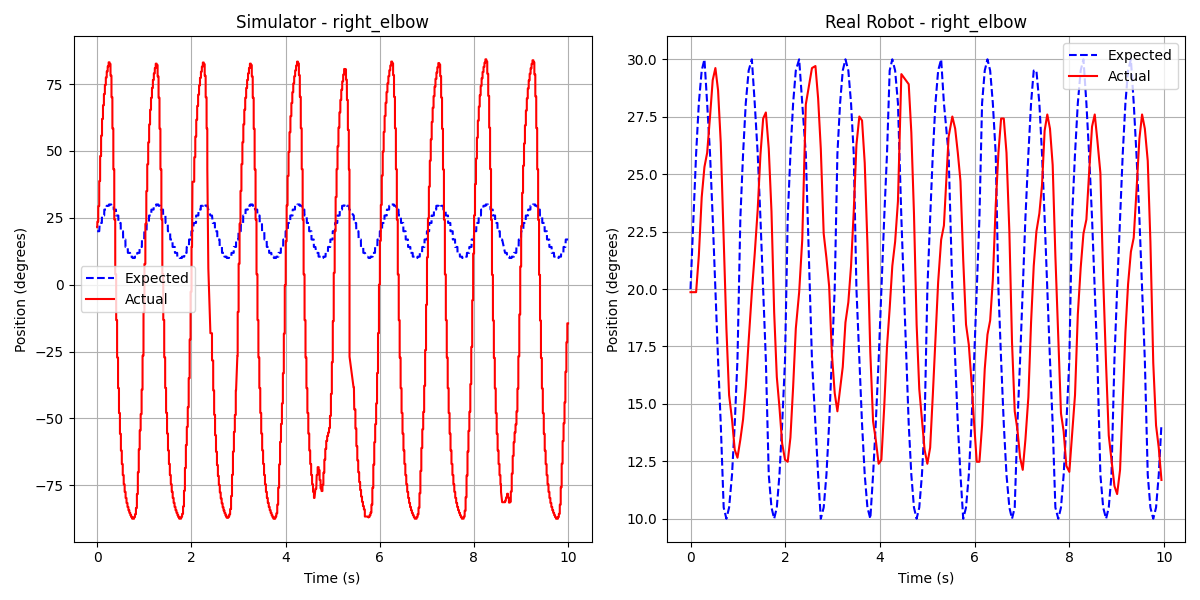 Simulator - right_elbow
Position (degrees)
75
50
25
0
−25
−50
−75
Expected
Actual
0
2
4
6
8
10
Time (s)
Real Robot - right_elbow
Position (degrees)
30.0
27.5
25.0
22.5
20.0
17.5
15.0
12.5
10.0
Expected
Actual
0
2
4
6
8
10
Time (s)